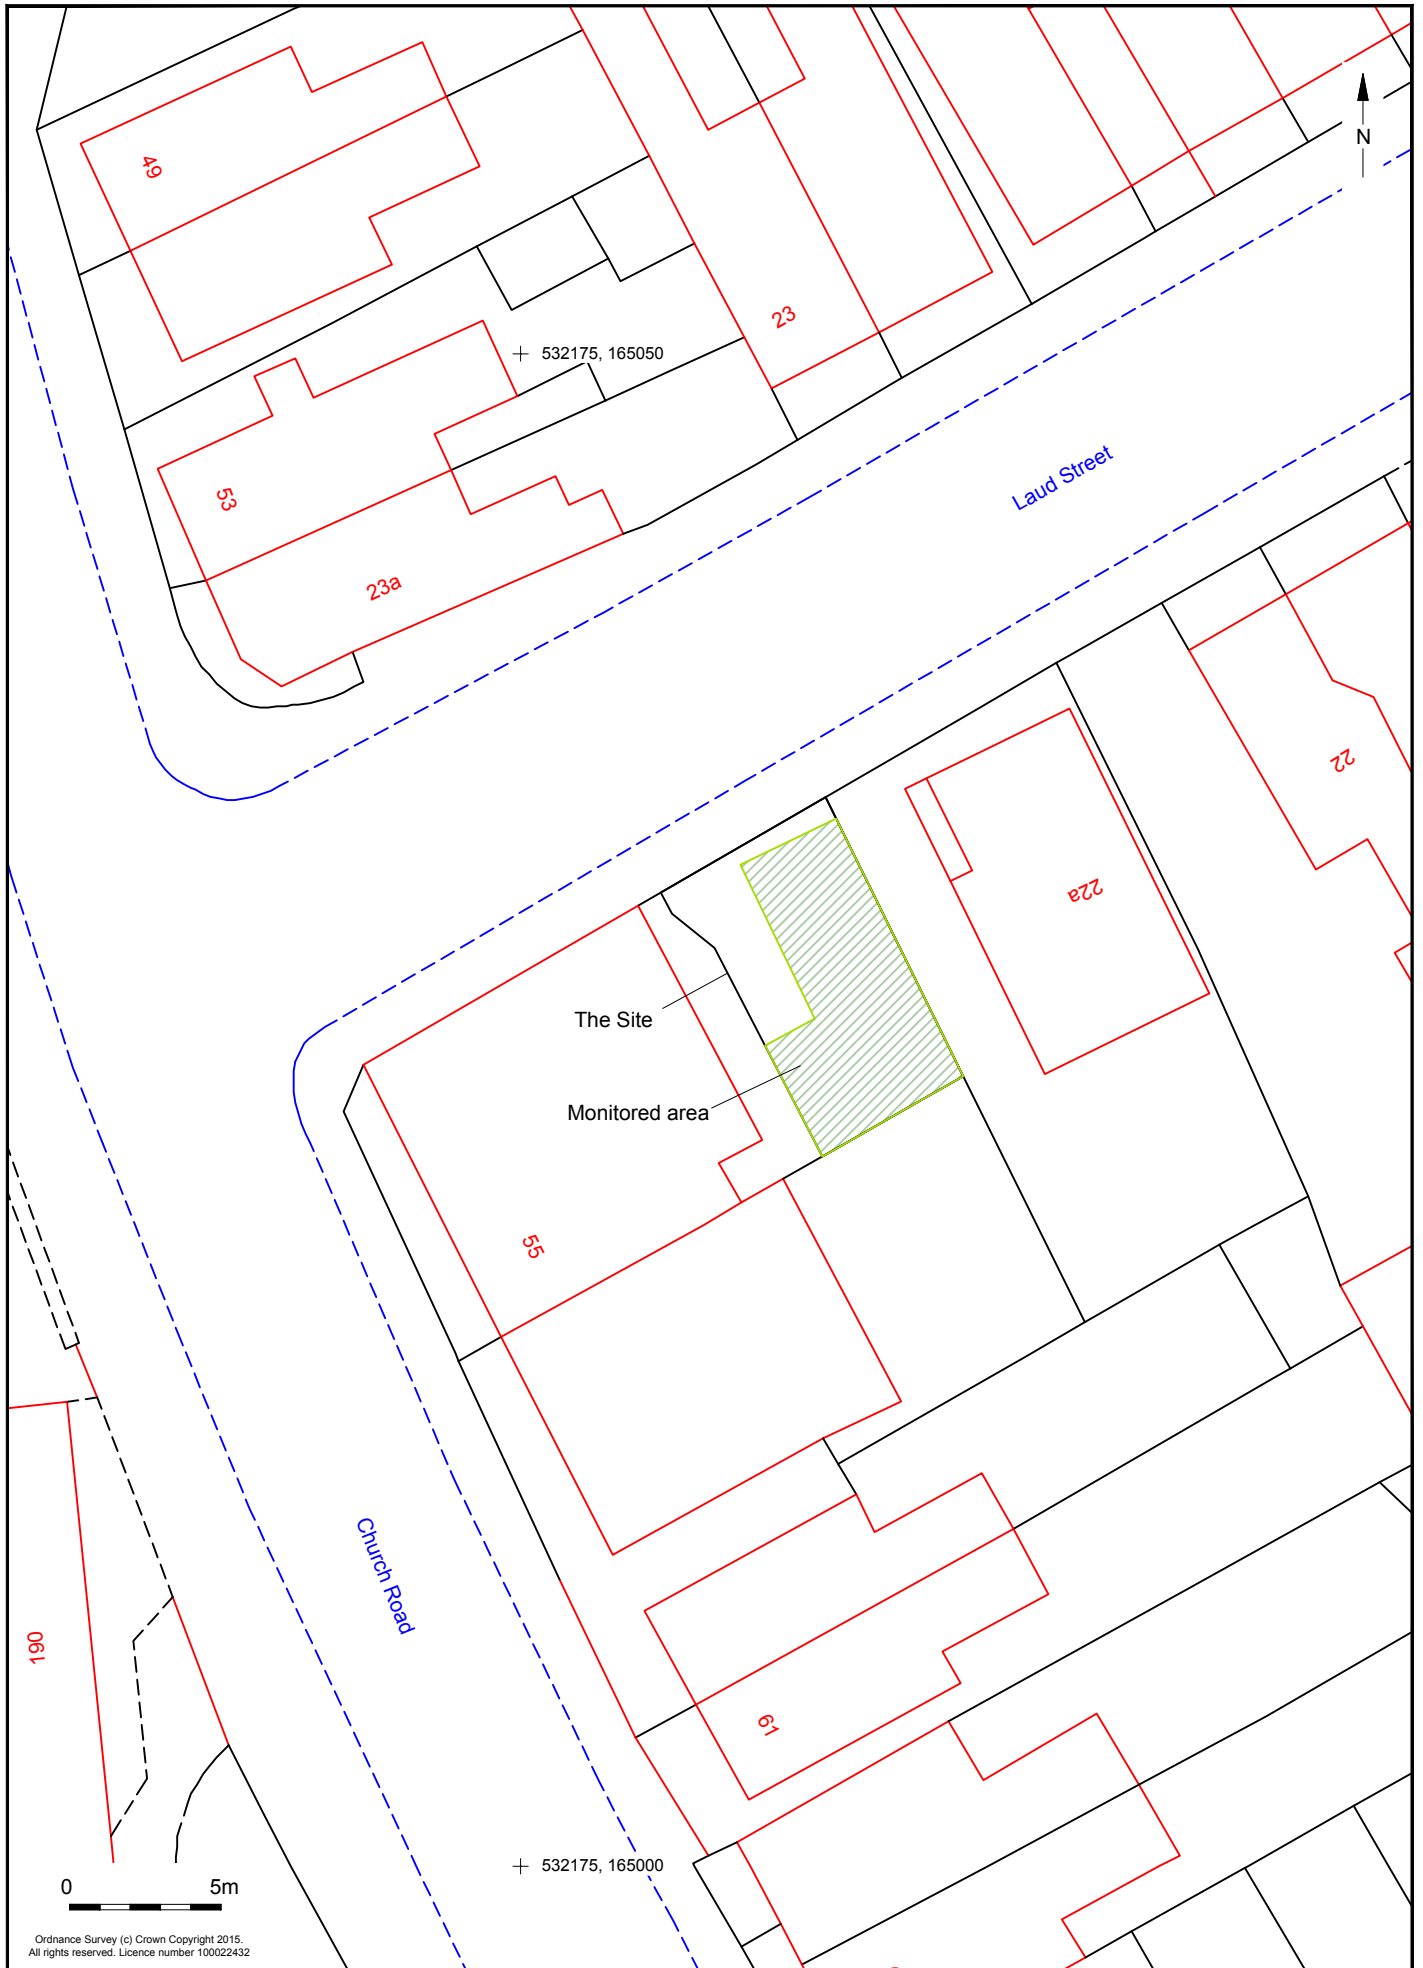 49
N
23
532175, 165050
Laud Street
53
23a
22
22a
The Site
Monitored area
55
Church Road
190
61
532175, 165000
0 5m
Ordnance Survey (c) Crown Copyright 2015.
All rights reserved. Licence number 100022432